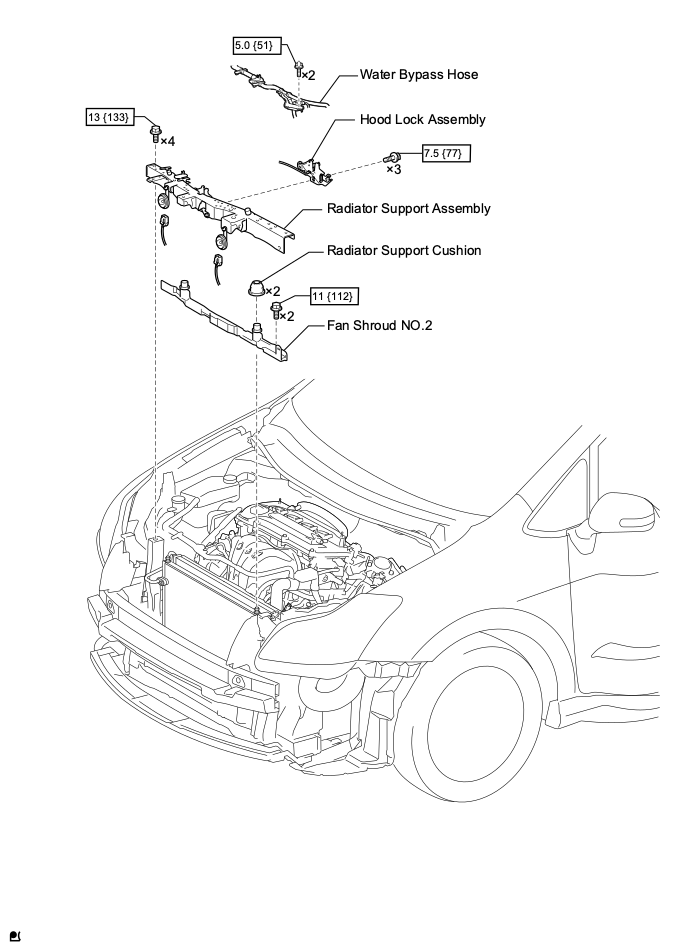 5.0 {51}
×2
Water Bypass Hose
13 {133}
×4
Hood Lock Assembly
7.5 {77}
×3
Radiator Support Assembly
Radiator Support Cushion
×2
11 {112}
×2
Fan Shroud NO.2